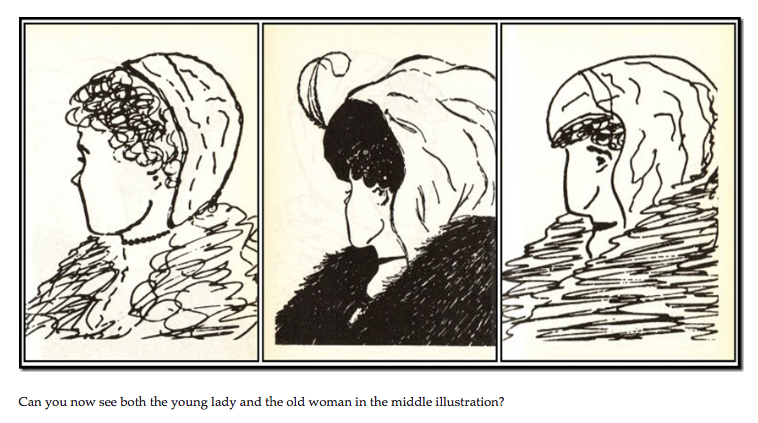 Can you now see both the young lady and the old woman in the middle illustration?